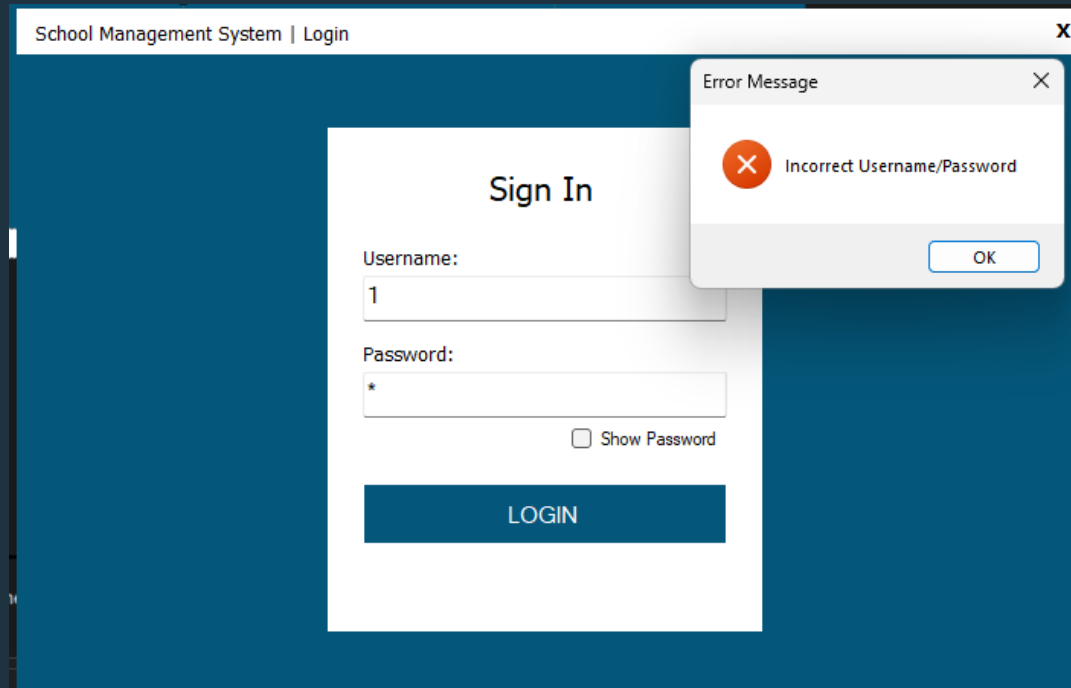 School Management System | Login
X
Error Message
Incorrect Username/Password
OK
Sign In
Username:
1
Password:
*
Show Password
LOGIN